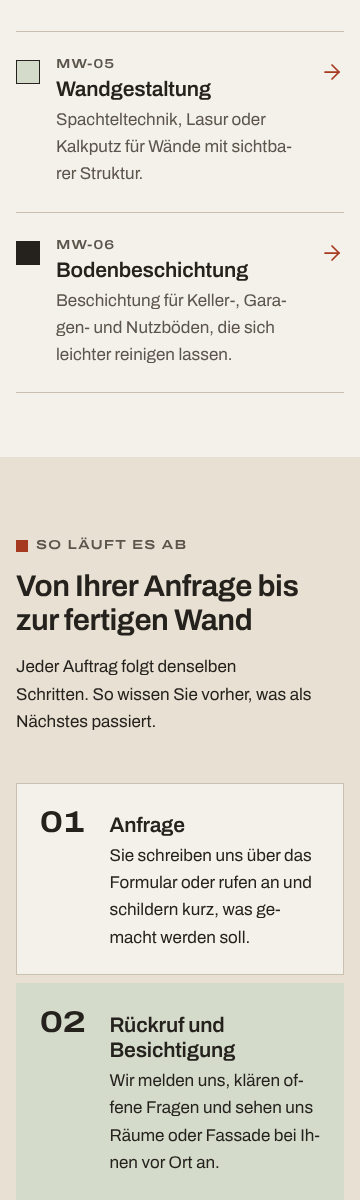 MW-05
Wandgestaltung
Spachteltechnik, Lasur oder
Kalkputz für Wände mit sichtba-
rer Struktur.
MW-06
Bodenbeschichtung
Beschichtung für Keller-, Gara-
gen- und Nutzböden, die sich
leichter reinigen lassen.
SO LÄUFT ES AB
Von Ihrer Anfrage bis
zur fertigen Wand
Jeder Auftrag folgt denselben
Schritten. So wissen Sie vorher, was als
Nächstes passiert.
01
Anfrage
Sie schreiben uns über das
Formular oder rufen an und
schildern kurz, was ge-
macht werden soll.
02
Rückruf und
Besichtigung
Wir melden uns, klären of-
fene Fragen und sehen uns
Räume oder Fassade bei Ih-
nen vor Ort an.